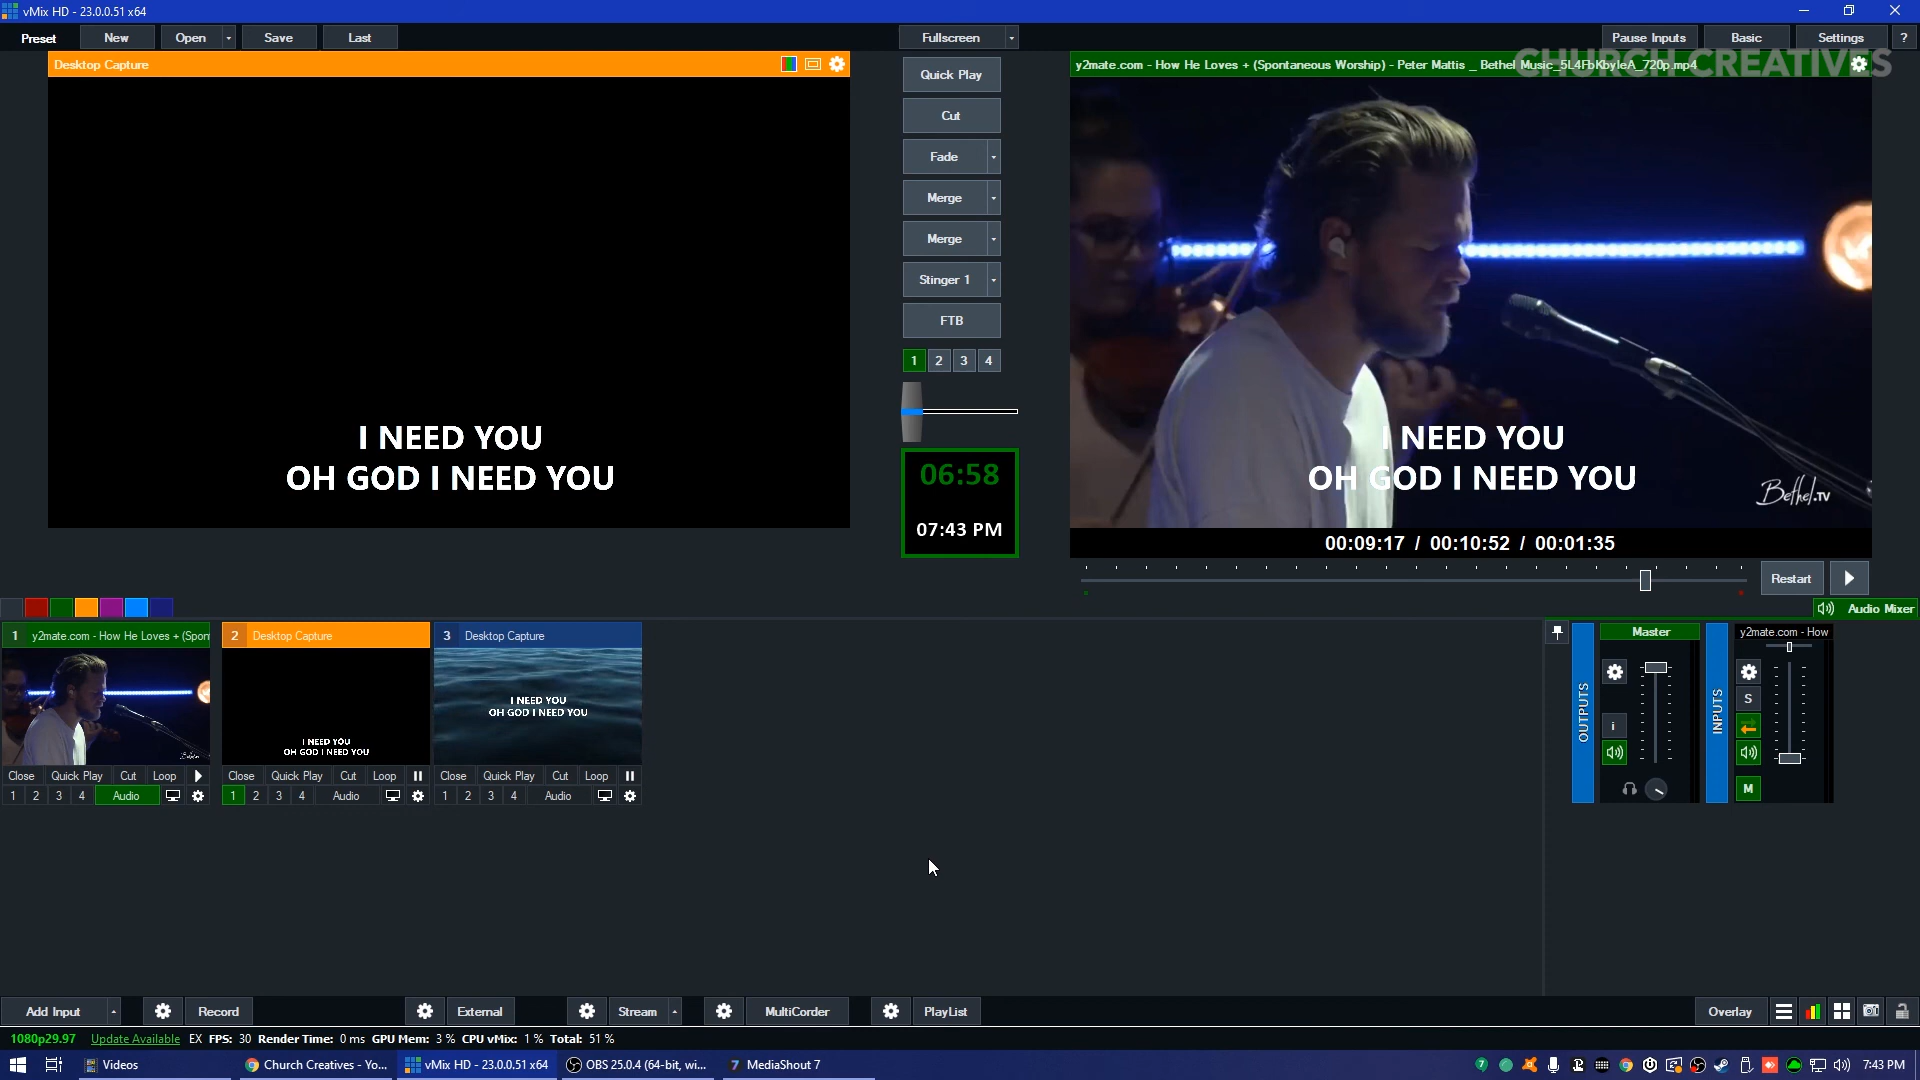 vMix HD - 23.0.0.51 x64
Preset
New
Open
Save
Last
Fullscreen
Pause Inputs
Basic
Settings
?
CHURCH CREATIVES
Desktop Capture
y2mate.com - How He Loves + (Spontaneous Worship) - Peter Mattis _ Bethel Music_5L4FbKbyleA_720p.mp4
Quick Play
Cut
Fade
Merge
Merge
Stinger 1
FTB
1 2 3 4
06:58
07:43 PM
I NEED YOU
OH GOD I NEED YOU
I NEED YOU
OH GOD I NEED YOU
Bethel.TV
00:09:17 / 00:10:52 / 00:01:35
Restart
Audio Mixer
1 y2mate.com - How He Loves + (Spon
2 Desktop Capture
3 Desktop Capture
I NEED YOU
OH GOD I NEED YOU
I NEED YOU
OH GOD I NEED YOU
Close Quick Play Cut Loop
Close Quick Play Cut Loop
Close Quick Play Cut Loop
1 2 3 4 Audio
1 2 3 4 Audio
1 2 3 4 Audio
OUTPUTS
Master
i
INPUTS
y2mate.com - How
S
M
Add Input
Record
External
Stream
MultiCorder
PlayList
Overlay
1080p29.97 Update Available EX FPS: 30 Render Time: 0 ms GPU Mem: 3 % CPU vMix: 1 % Total: 51 %
Videos
Church Creatives - Yo...
vMix HD - 23.0.0.51 x64
OBS 25.0.4 (64-bit, wi...
7 MediaShout 7
7:43 PM